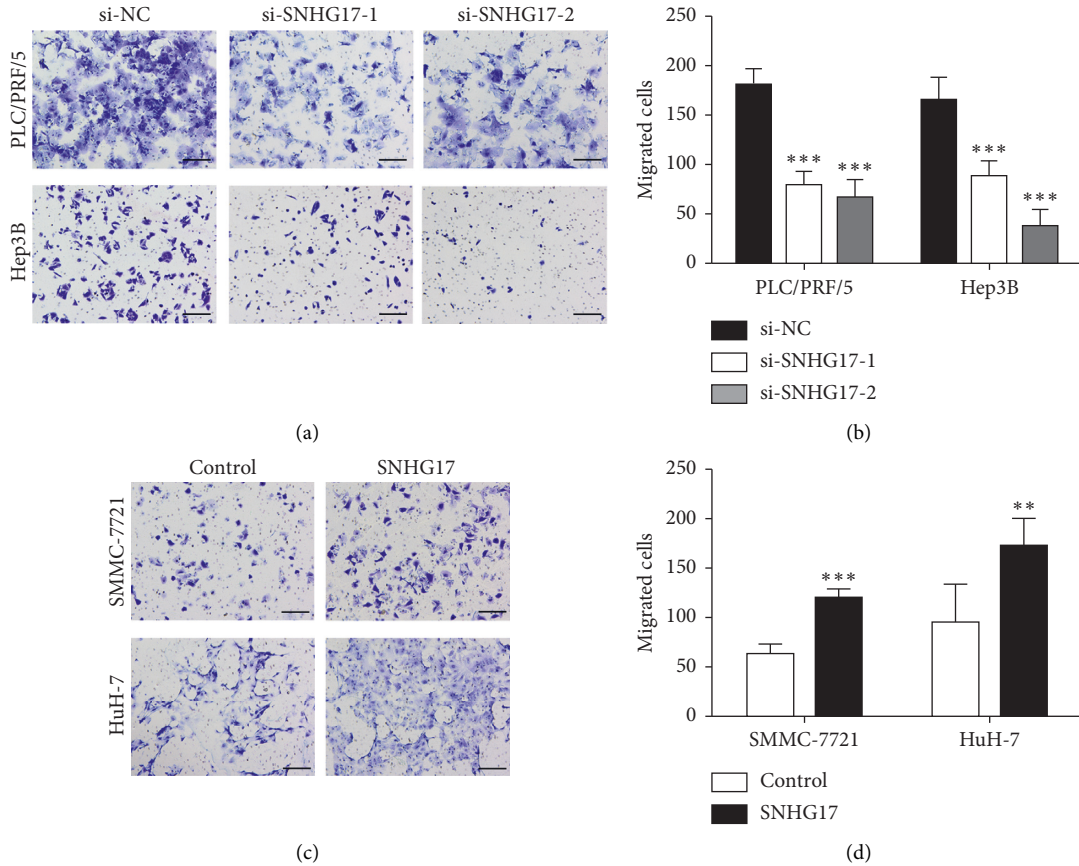 si-NC si-SNHG17-1 si-SNHG17-2
PLC/PRF/5
Hep3B
(a)
250
200
150
100
50
0
Migrated cells
*** ***
***
***
PLC/PRF/5 Hep3B
si-NC
si-SNHG17-1
si-SNHG17-2
(b)
Control SNHG17
SMMC-7721
HuH-7
(c)
250
200
150
100
50
0
Migrated cells
***
**
SMMC-7721 HuH-7
Control
SNHG17
(d)